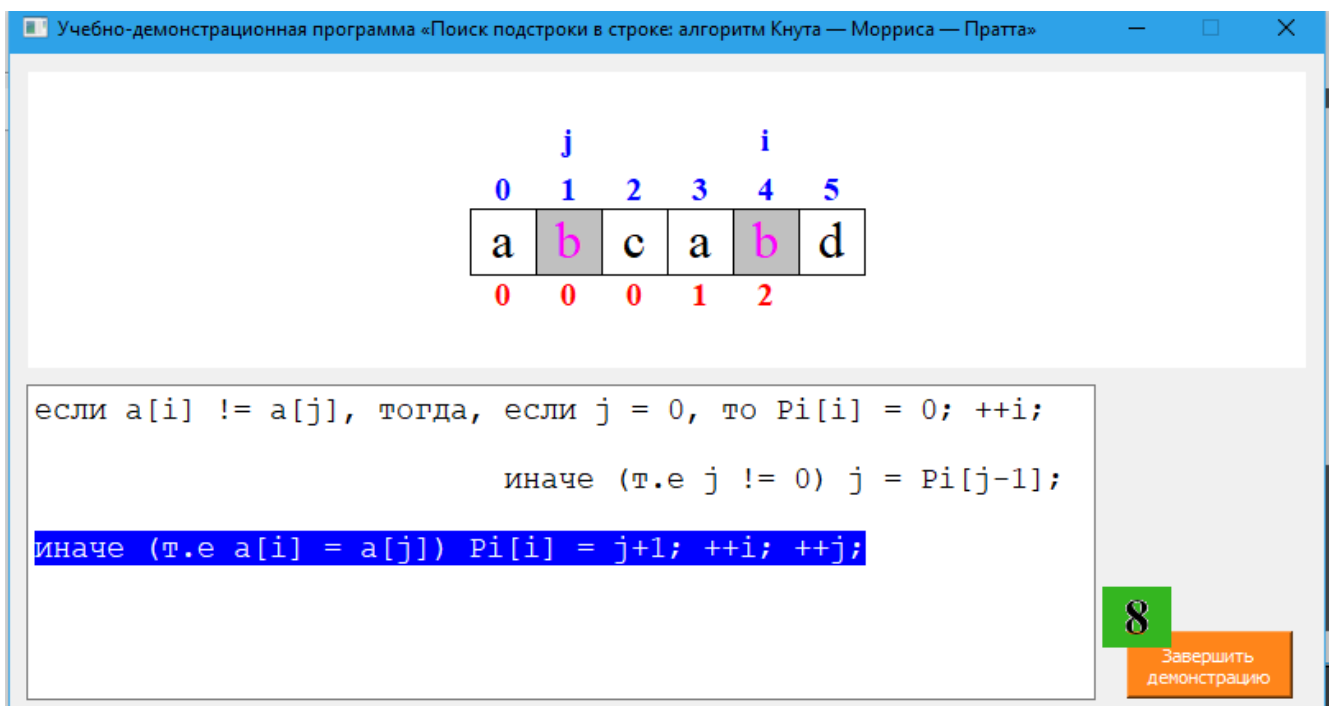 Учебно-демонстрационная программа «Поиск подстроки в строке: алгоритм Кнута — Морриса — Пратта»
j i
0 1 2 3 4 5
a b c a b d
0 0 0 1 2
если a[i] != a[j], тогда, если j = 0, то Pi[i] = 0; ++i;
иначе (т.е j != 0) j = Pi[j-1];
иначе (т.е a[i] = a[j]) Pi[i] = j+1; ++i; ++j;
8
Завершить
демонстрацию